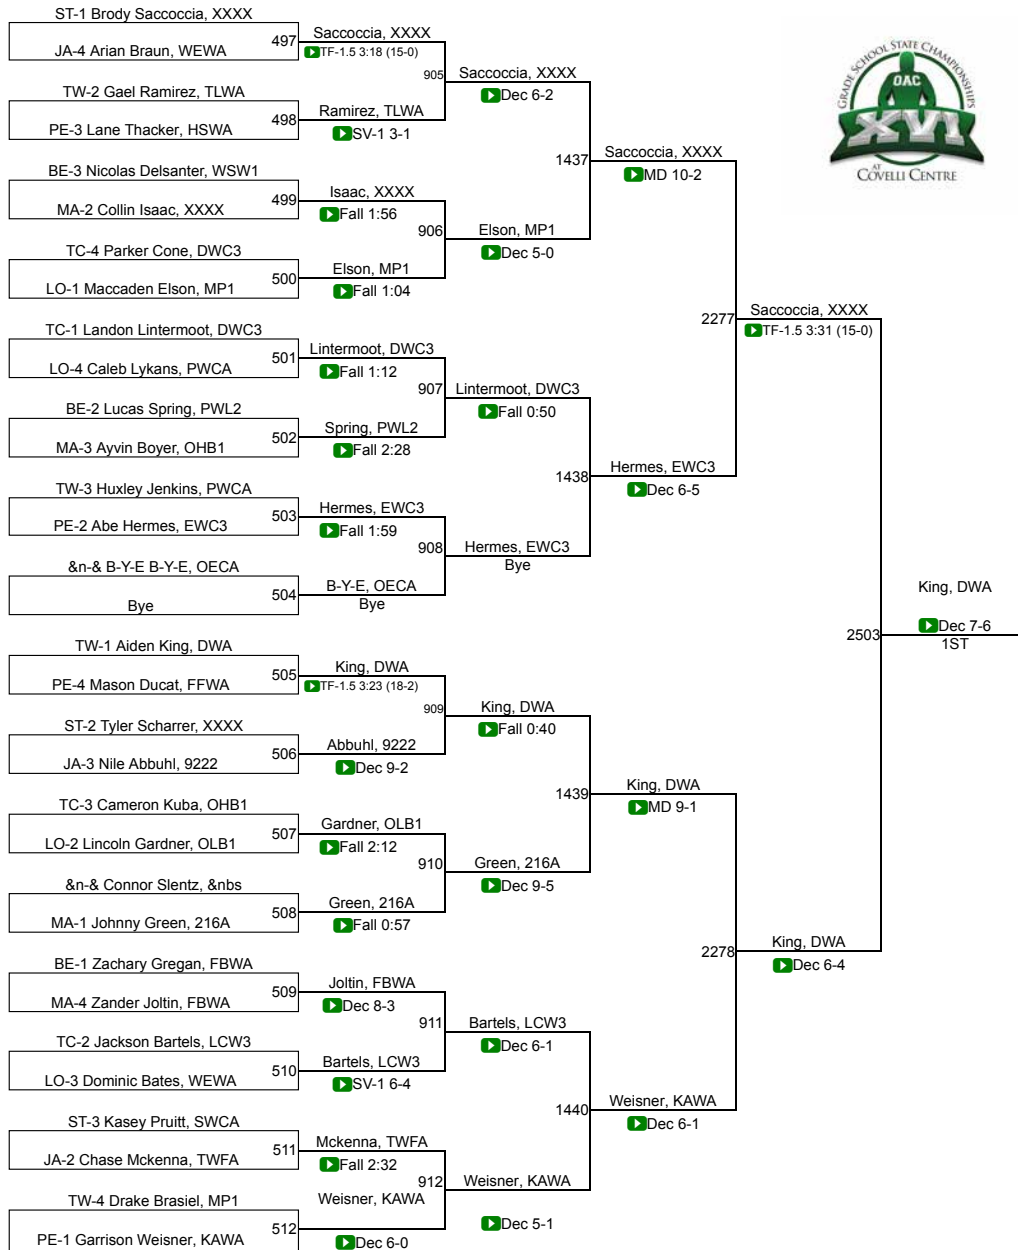 ST-1 Brody Saccoccia, XXXX
497
JA-4 Arian Braun, WEWA
Saccoccia, XXXX
TF-1.5 3:18 (15-0)
905
TW-2 Gael Ramirez, TLWA
498
PE-3 Lane Thacker, HSWA
Ramirez, TLWA
SV-1 3-1
Saccoccia, XXXX
Dec 6-2
1437
BE-3 Nicolas Delsanter, WSW1
499
MA-2 Collin Isaac, XXXX
Isaac, XXXX
Fall 1:56
906
TC-4 Parker Cone, DWC3
500
LO-1 Maccaden Elson, MP1
Elson, MP1
Fall 1:04
Elson, MP1
Dec 5-0
Saccoccia, XXXX
MD 10-2
2277
TC-1 Landon Lintermoot, DWC3
501
LO-4 Caleb Lykans, PWCA
Lintermoot, DWC3
Fall 1:12
907
BE-2 Lucas Spring, PWL2
502
MA-3 Ayvin Boyer, OHB1
Spring, PWL2
Fall 2:28
Lintermoot, DWC3
Fall 0:50
1438
TW-3 Huxley Jenkins, PWCA
503
PE-2 Abe Hermes, EWC3
Hermes, EWC3
Fall 1:59
908
&n-& B-Y-E B-Y-E, OECA
504
Bye
B-Y-E, OECA
Bye
Hermes, EWC3
Bye
Hermes, EWC3
Dec 6-5
Saccoccia, XXXX
TF-1.5 3:31 (15-0)
2503
TW-1 Aiden King, DWA
505
PE-4 Mason Ducat, FFWA
King, DWA
TF-1.5 3:23 (18-2)
909
ST-2 Tyler Scharrer, XXXX
506
JA-3 Nile Abbuhl, 9222
Abbuhl, 9222
Dec 9-2
King, DWA
Fall 0:40
1439
TC-3 Cameron Kuba, OHB1
507
LO-2 Lincoln Gardner, OLB1
Gardner, OLB1
Fall 2:12
910
&n-& Connor Slentz, &nbs
508
MA-1 Johnny Green, 216A
Green, 216A
Fall 0:57
Green, 216A
Dec 9-5
King, DWA
MD 9-1
2278
BE-1 Zachary Gregan, FBWA
509
MA-4 Zander Joltin, FBWA
Joltin, FBWA
Dec 8-3
911
TC-2 Jackson Bartels, LCW3
510
LO-3 Dominic Bates, WEWA
Bartels, LCW3
SV-1 6-4
Bartels, LCW3
Dec 6-1
1440
ST-3 Kasey Pruitt, SWCA
511
JA-2 Chase Mckenna, TWFA
Mckenna, TWFA
Fall 2:32
912
TW-4 Drake Brasiel, MP1
512
PE-1 Garrison Weisner, KAWA
Weisner, KAWA
Dec 6-0
Weisner, KAWA
Dec 5-1
Weisner, KAWA
Dec 6-1
King, DWA
Dec 6-4
King, DWA
Dec 7-6
1ST
GRADE SCHOOL STATE CHAMPIONSHIPS
OAC
XVI
AT
COVELLI CENTRE